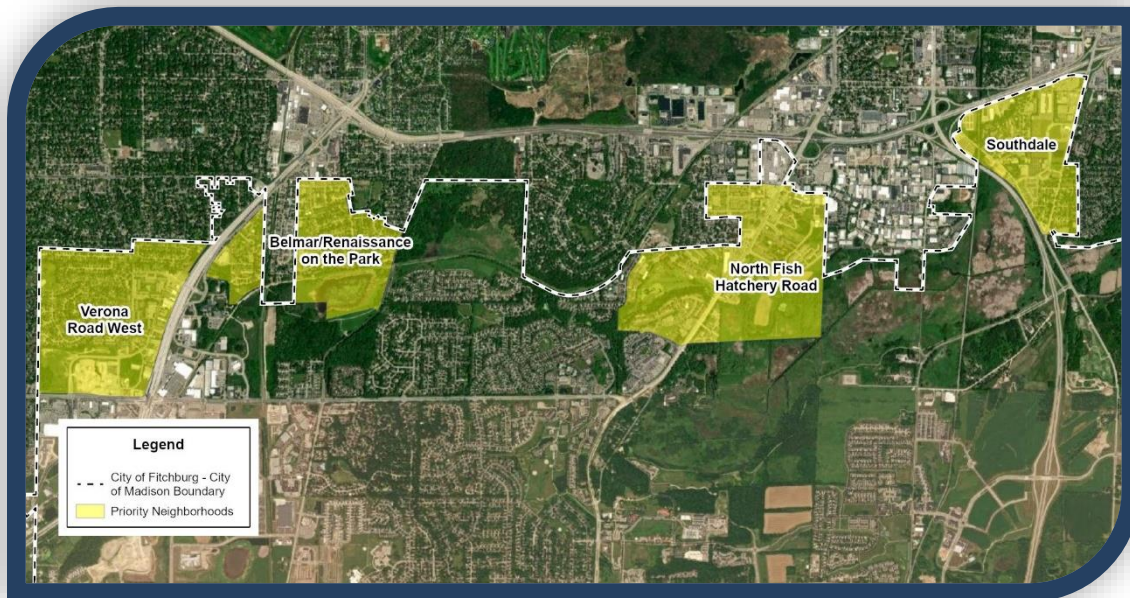 Southdale
Belmar/Renaissance
on the Park
North Fish
Hatchery Road
Verona
Road West
Legend
City of Fitchburg - City
of Madison Boundary
Priority Neighborhoods